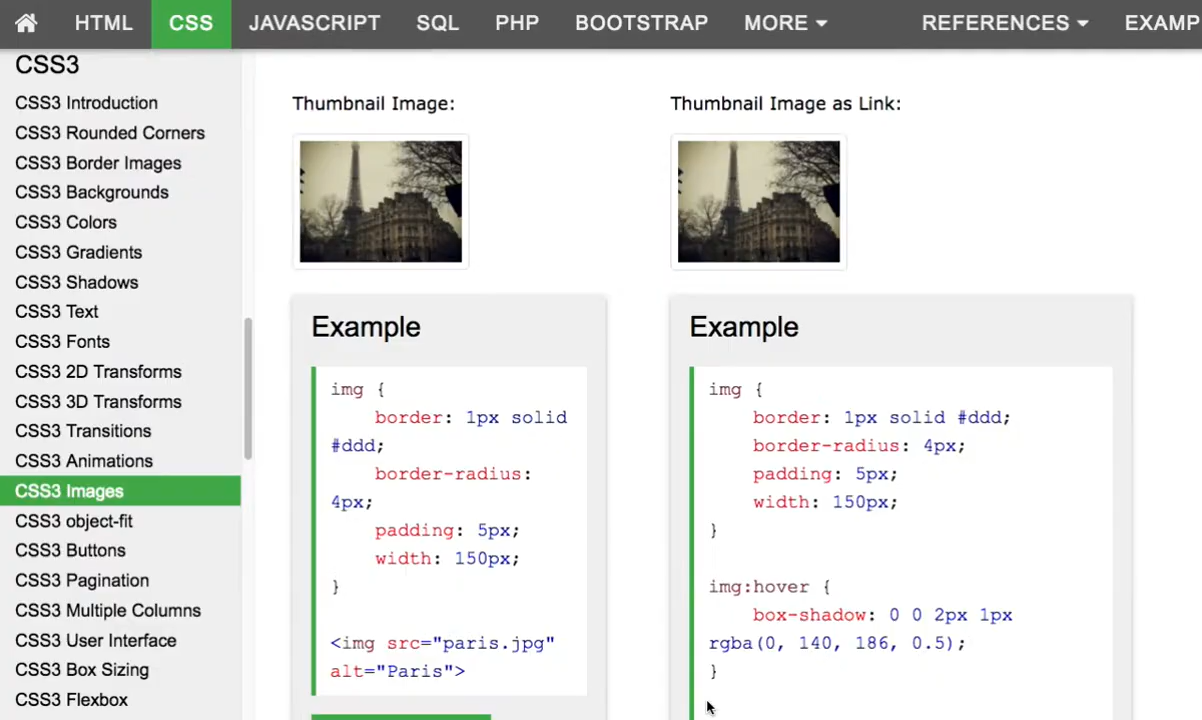 HTML CSS JAVASCRIPT SQL PHP BOOTSTRAP MORE REFERENCES EXAMP
CSS3
CSS3 Introduction
CSS3 Rounded Corners
CSS3 Border Images
CSS3 Backgrounds
CSS3 Colors
CSS3 Gradients
CSS3 Shadows
CSS3 Text
CSS3 Fonts
CSS3 2D Transforms
CSS3 3D Transforms
CSS3 Transitions
CSS3 Animations
CSS3 Images
CSS3 object-fit
CSS3 Buttons
CSS3 Pagination
CSS3 Multiple Columns
CSS3 User Interface
CSS3 Box Sizing
CSS3 Flexbox
Thumbnail Image:
Example
img {
border: 1px solid
#ddd;
border-radius:
4px;
padding: 5px;
width: 150px;
}
<img src="paris.jpg"
alt="Paris">
Thumbnail Image as Link:
Example
img {
border: 1px solid #ddd;
border-radius: 4px;
padding: 5px;
width: 150px;
}
img:hover {
box-shadow: 0 0 2px 1px
rgba(0, 140, 186, 0.5);
}